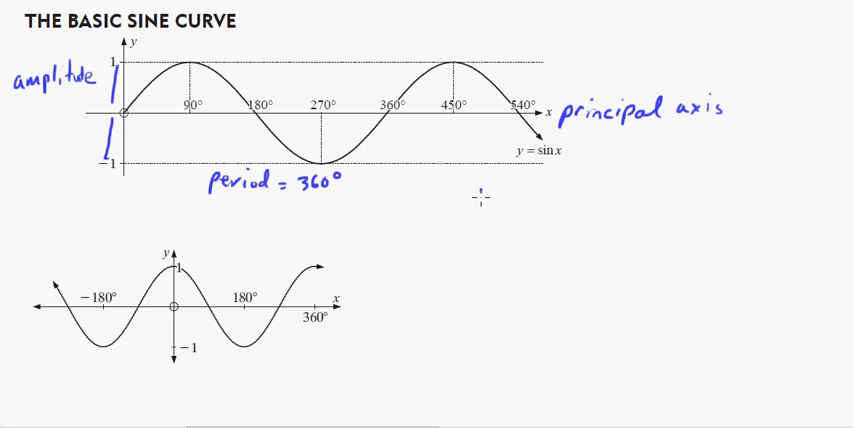 THE BASIC SINE CURVE
y
1
amplitude
90° 180° 270° 360° 450° 540° x principal axis
y = sin x
−1
period = 360°
y
1
−180° 180° x
360°
−1